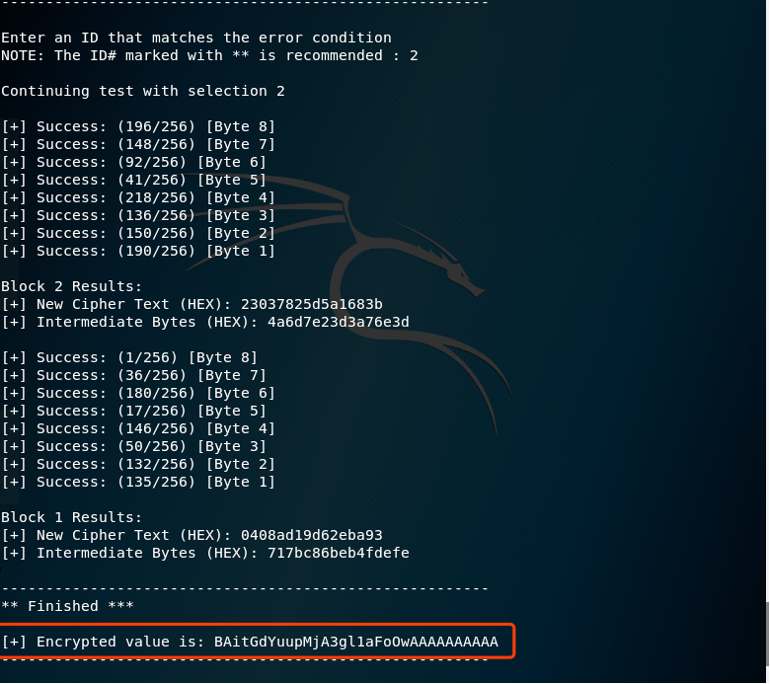 -------------------------------------------------------
Enter an ID that matches the error condition
NOTE: The ID# marked with ** is recommended : 2
Continuing test with selection 2
[+] Success: (196/256) [Byte 8]
[+] Success: (148/256) [Byte 7]
[+] Success: (92/256) [Byte 6]
[+] Success: (41/256) [Byte 5]
[+] Success: (218/256) [Byte 4]
[+] Success: (136/256) [Byte 3]
[+] Success: (150/256) [Byte 2]
[+] Success: (190/256) [Byte 1]
Block 2 Results:
[+] New Cipher Text (HEX): 23037825d5a1683b
[+] Intermediate Bytes (HEX): 4a6d7e23d3a76e3d
[+] Success: (1/256) [Byte 8]
[+] Success: (36/256) [Byte 7]
[+] Success: (180/256) [Byte 6]
[+] Success: (17/256) [Byte 5]
[+] Success: (146/256) [Byte 4]
[+] Success: (50/256) [Byte 3]
[+] Success: (132/256) [Byte 2]
[+] Success: (135/256) [Byte 1]
Block 1 Results:
[+] New Cipher Text (HEX): 0408ad19d62eba93
[+] Intermediate Bytes (HEX): 717bc86beb4fdefe
-------------------------------------------------------
** Finished ***
[+] Encrypted value is: BAitGdYuupMjA3gl1aFoOwAAAAAAAAAA
-------------------------------------------------------